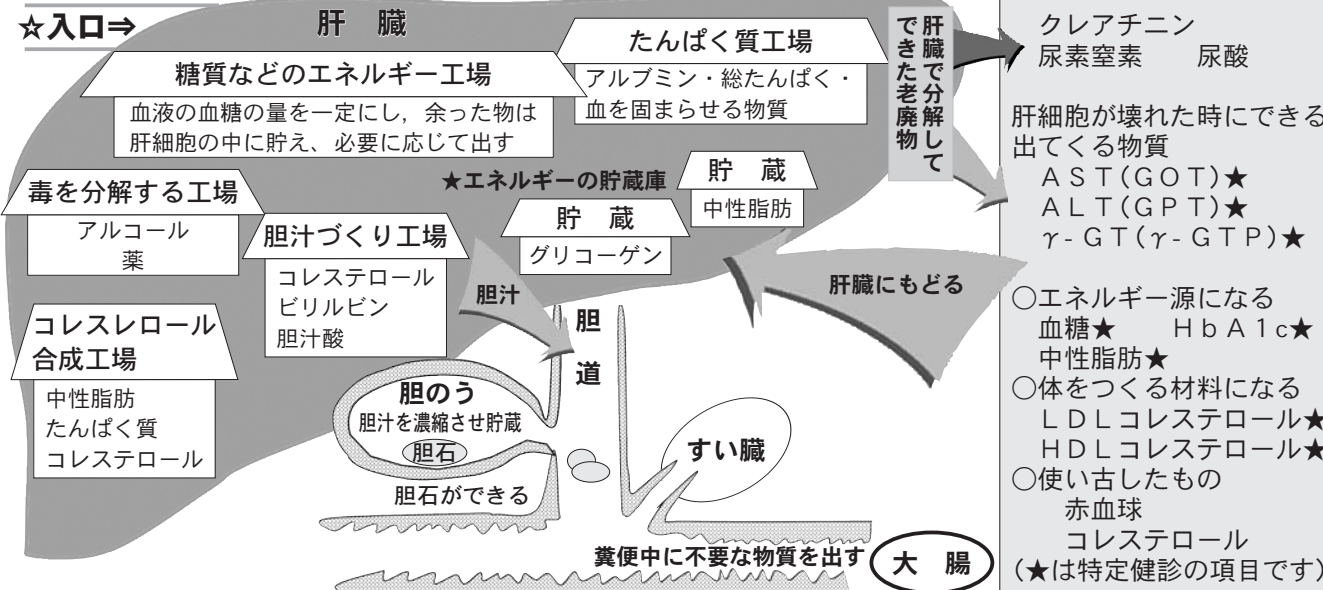 ☆入口⇒
肝　臓
糖質などのエネルギー工場
血液の血糖の量を一定にし，余った物は
肝細胞の中に貯え、必要に応じて出す
たんぱく質工場
アルブミン・総たんぱく・
血を固まらせる物質
肝臓で分解して
できた老廃物
毒を分解する工場
アルコール
薬
胆汁づくり工場
コレステロール
ビリルビン
胆汁酸
★エネルギーの貯蔵庫
貯　蔵
グリコーゲン
貯　蔵
中性脂肪
コレスレロール
合成工場
中性脂肪
たんぱく質
コレステロール
胆汁
胆道
肝臓にもどる
胆のう
胆汁を濃縮させ貯蔵
胆石
胆石ができる
すい臓
糞便中に不要な物質を出す
大　腸
クレアチニン
尿素窒素　　尿酸
肝細胞が壊れた時にできる
出てくる物質
ＡＳＴ(ＧＯＴ)★
ＡＬＴ(ＧＰＴ)★
γ-ＧＴ(γ-ＧＴＰ)★
○エネルギー源になる
血糖★　　ＨｂＡ１c★
中性脂肪★
○体をつくる材料になる
ＬＤＬコレステロール★
ＨＤＬコレステロール★
○使い古したもの
赤血球
コレステロール
(★は特定健診の項目です)